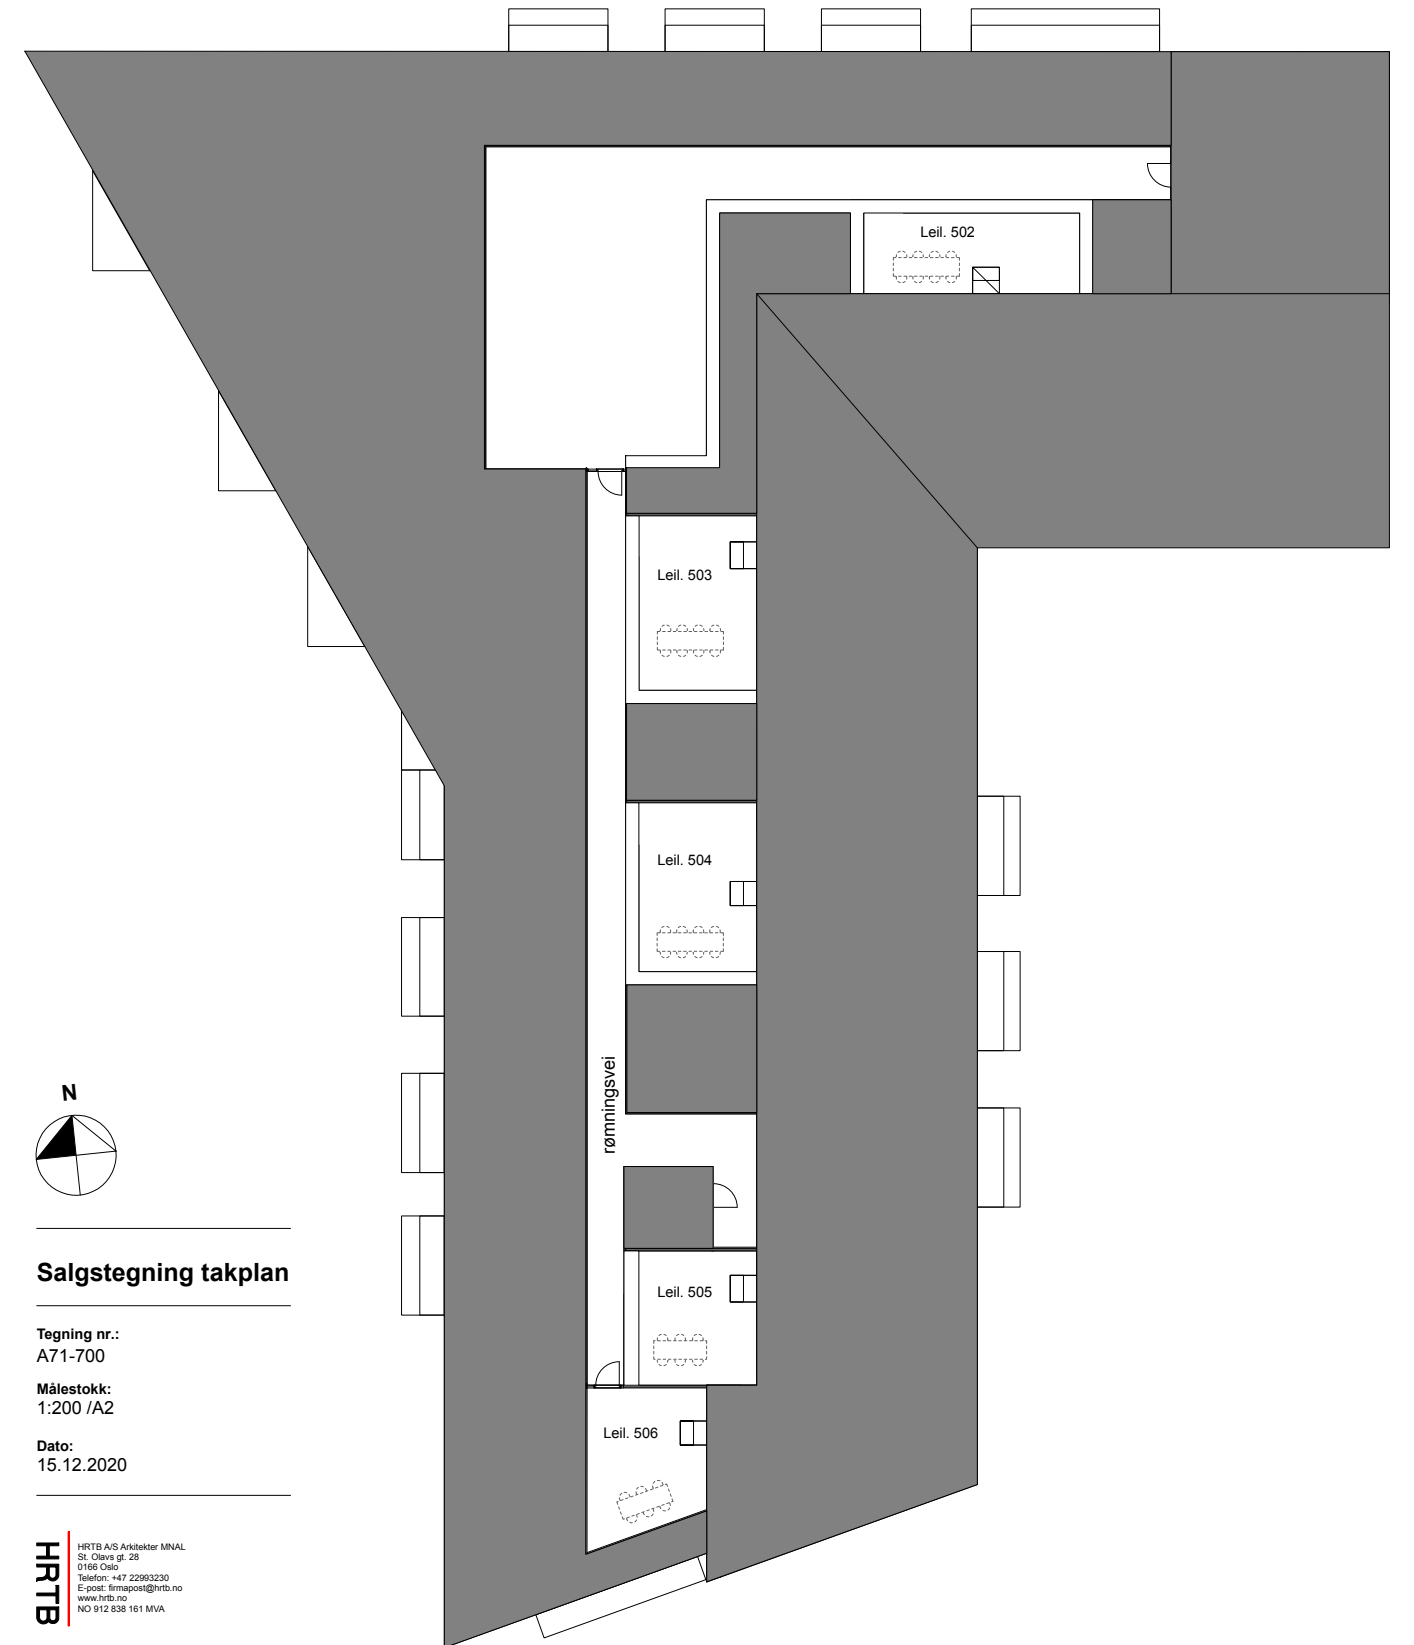 Leil. 502
Leil. 503
Leil. 504
rømningsvei
Leil. 505
Leil. 506
N
Salgstegning takplan
Tegning nr.:
A71-700
Målestokk:
1:200 /A2
Dato:
15.12.2020
HRTB
HRTB A/S Arkitekter MNAL
St. Olavs gt. 28
0166 Oslo
Telefon: +47 22993230
E-post: firmapost@hrtb.no
www.hrtb.no
NO 912 838 161 MVA